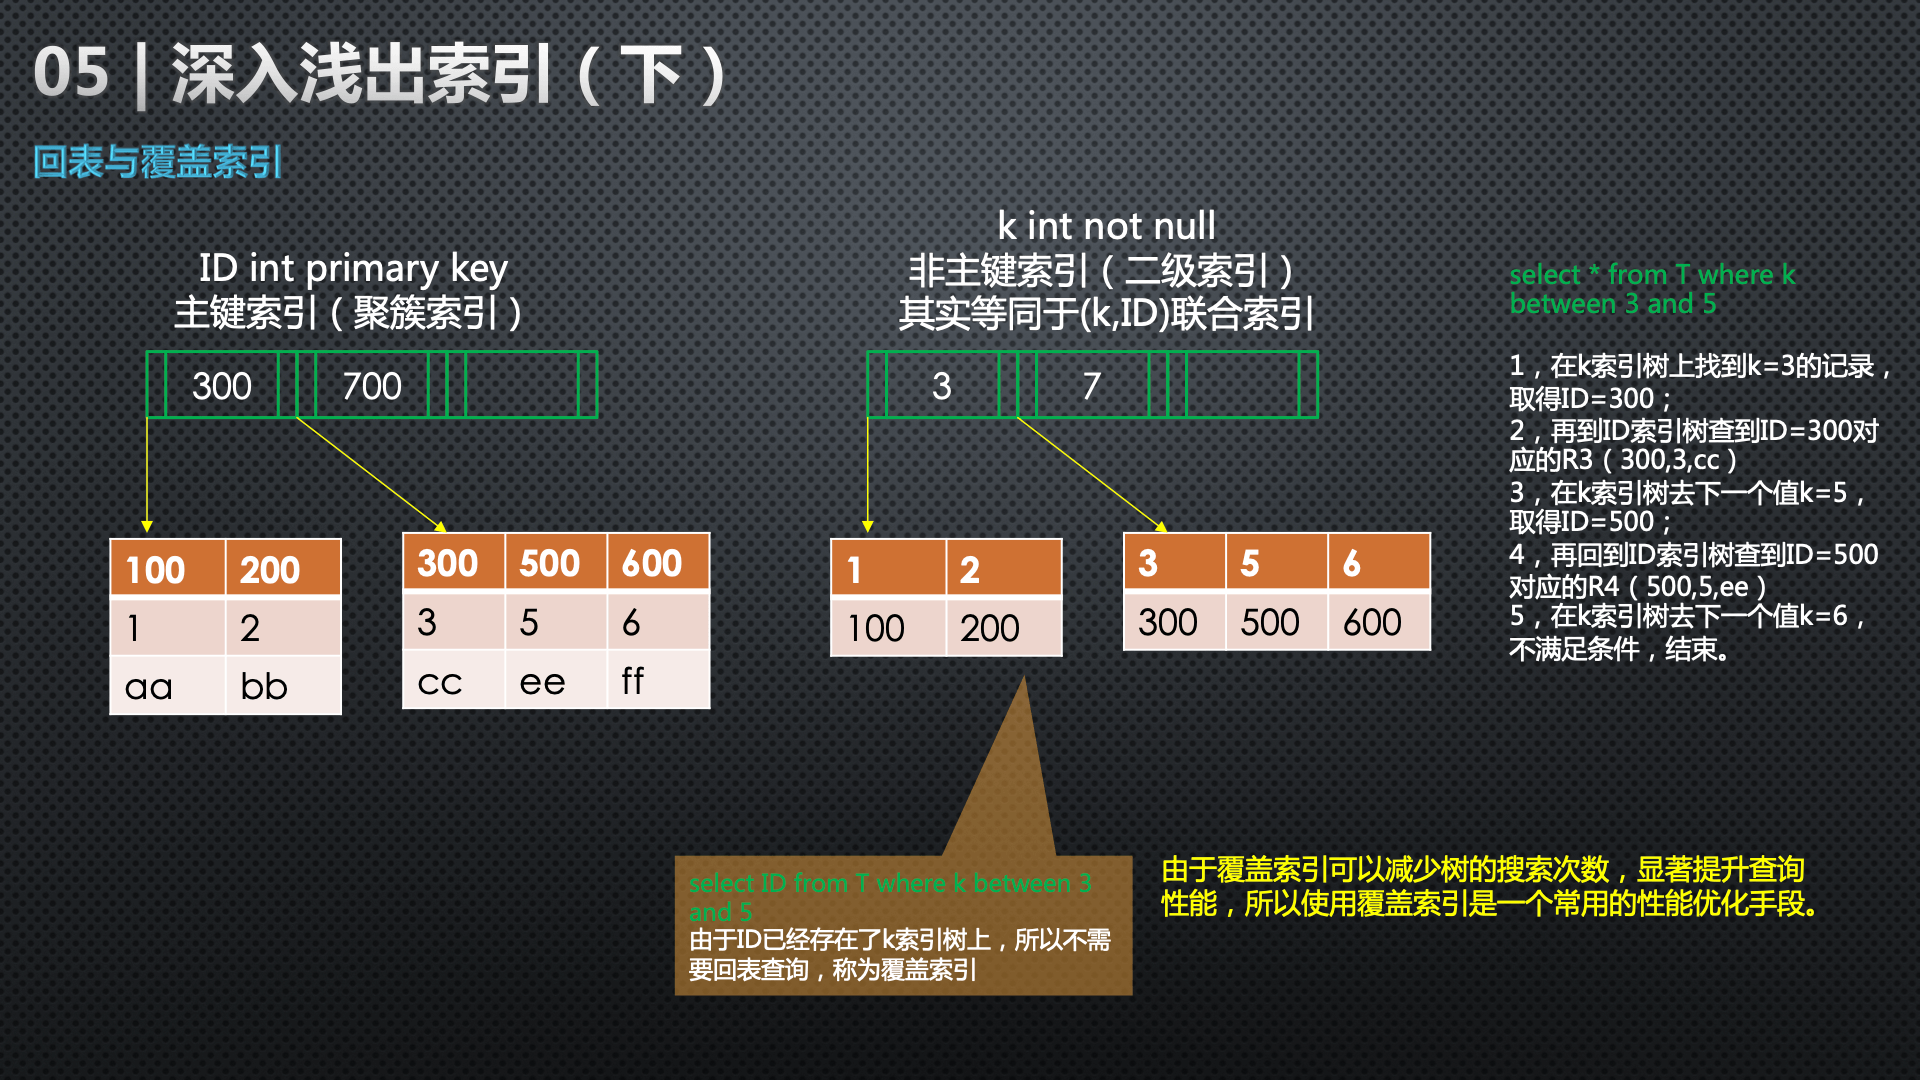 05 | 深入浅出索引（下）
回表与覆盖索引
ID int primary key
主键索引（聚簇索引）
300 700
100 200
1 2
aa bb
300 500 600
3 5 6
cc ee ff
k int not null
非主键索引（二级索引）
其实等同于(k,ID)联合索引
3 7
1 2
100 200
3 5 6
300 500 600
select * from T where k
between 3 and 5
1，在k索引树上找到k=3的记录，
取得ID=300；
2，再到ID索引树查到ID=300对
应的R3（300,3,cc）
3，在k索引树去下一个值k=5，
取得ID=500；
4，再回到ID索引树查到ID=500
对应的R4（500,5,ee）
5，在k索引树去下一个值k=6，
不满足条件，结束。
select ID from T where k between 3
and 5
由于ID已经存在了k索引树上，所以不需
要回表查询，称为覆盖索引
由于覆盖索引可以减少树的搜索次数，显著提升查询
性能，所以使用覆盖索引是一个常用的性能优化手段。